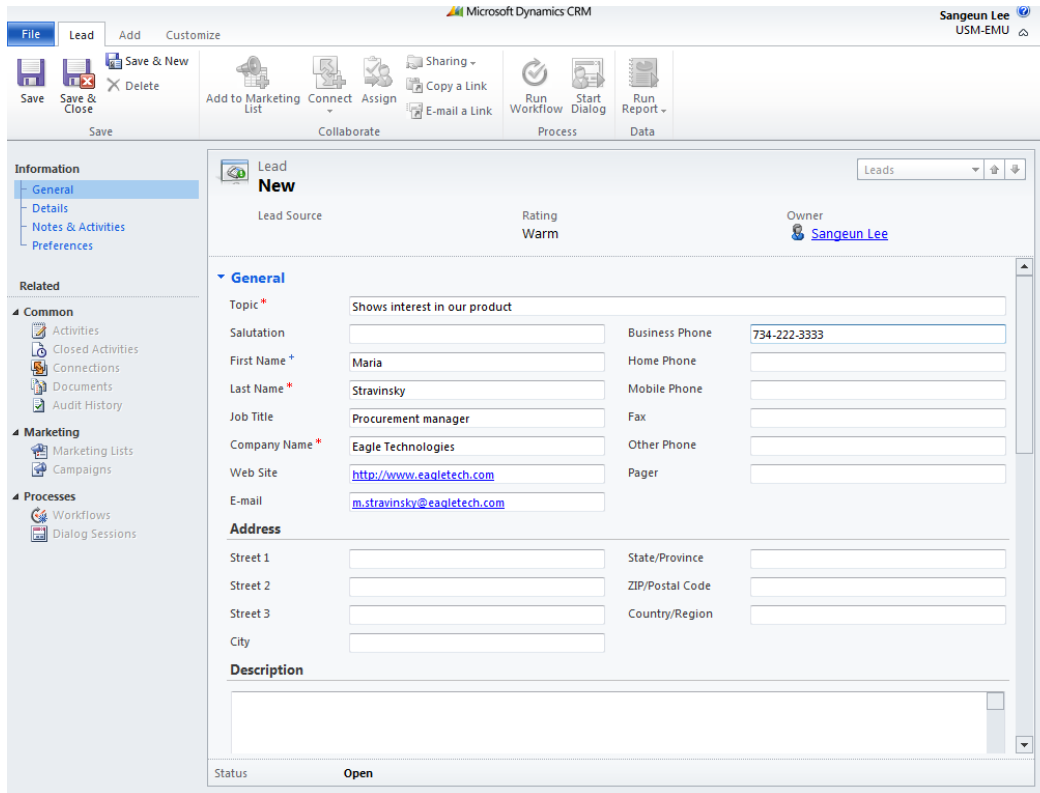 Microsoft Dynamics CRM
Sangeun Lee
USM-EMU
File Lead Add Customize
Save
Save & Close
Save & New
Delete
Save
Add to Marketing List
Connect
Assign
Sharing
Copy a Link
E-mail a Link
Collaborate
Run Workflow
Start Dialog
Process
Run Report
Data
Information
General
Details
Notes & Activities
Preferences
Related
Common
Activities
Closed Activities
Connections
Documents
Audit History
Marketing
Marketing Lists
Campaigns
Processes
Workflows
Dialog Sessions
Lead
New
Leads
Lead Source
Rating
Warm
Owner
Sangeun Lee
General
Topic * Shows interest in our product
Salutation
Business Phone 734-222-3333
First Name + Maria
Home Phone
Last Name * Stravinsky
Mobile Phone
Job Title Procurement manager
Fax
Company Name * Eagle Technologies
Other Phone
Web Site http://www.eagletech.com
Pager
E-mail m.stravinsky@eagletech.com
Address
Street 1
State/Province
Street 2
ZIP/Postal Code
Street 3
Country/Region
City
Description
Status Open